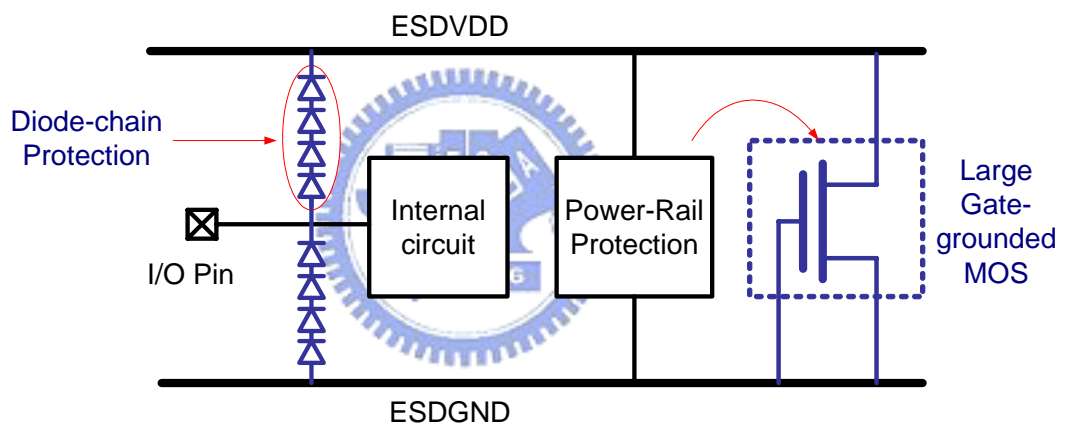 ESDVDD
Diode-chain
Protection
Internal
circuit
Power-Rail
Protection
Large
Gate-
grounded
MOS
I/O Pin
ESDGND